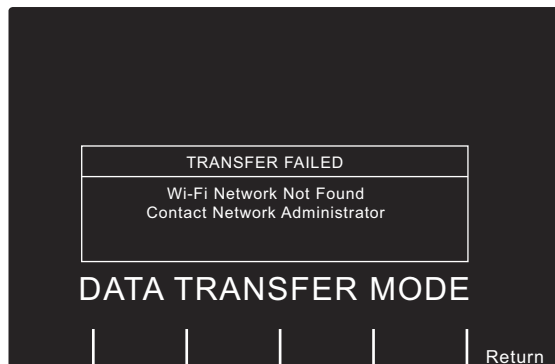 TRANSFER FAILED
Wi-Fi Network Not Found
Contact Network Administrator
DATA TRANSFER MODE
Return